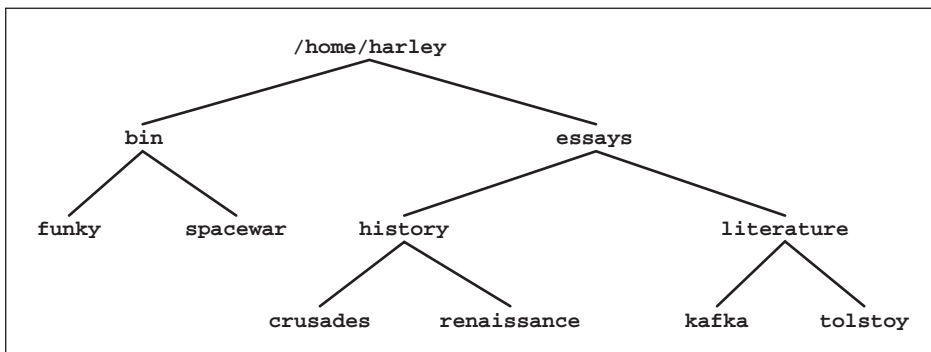 /home/harley
bin essays
funky spacewar history literature
crusades renaissance kafka tolstoy